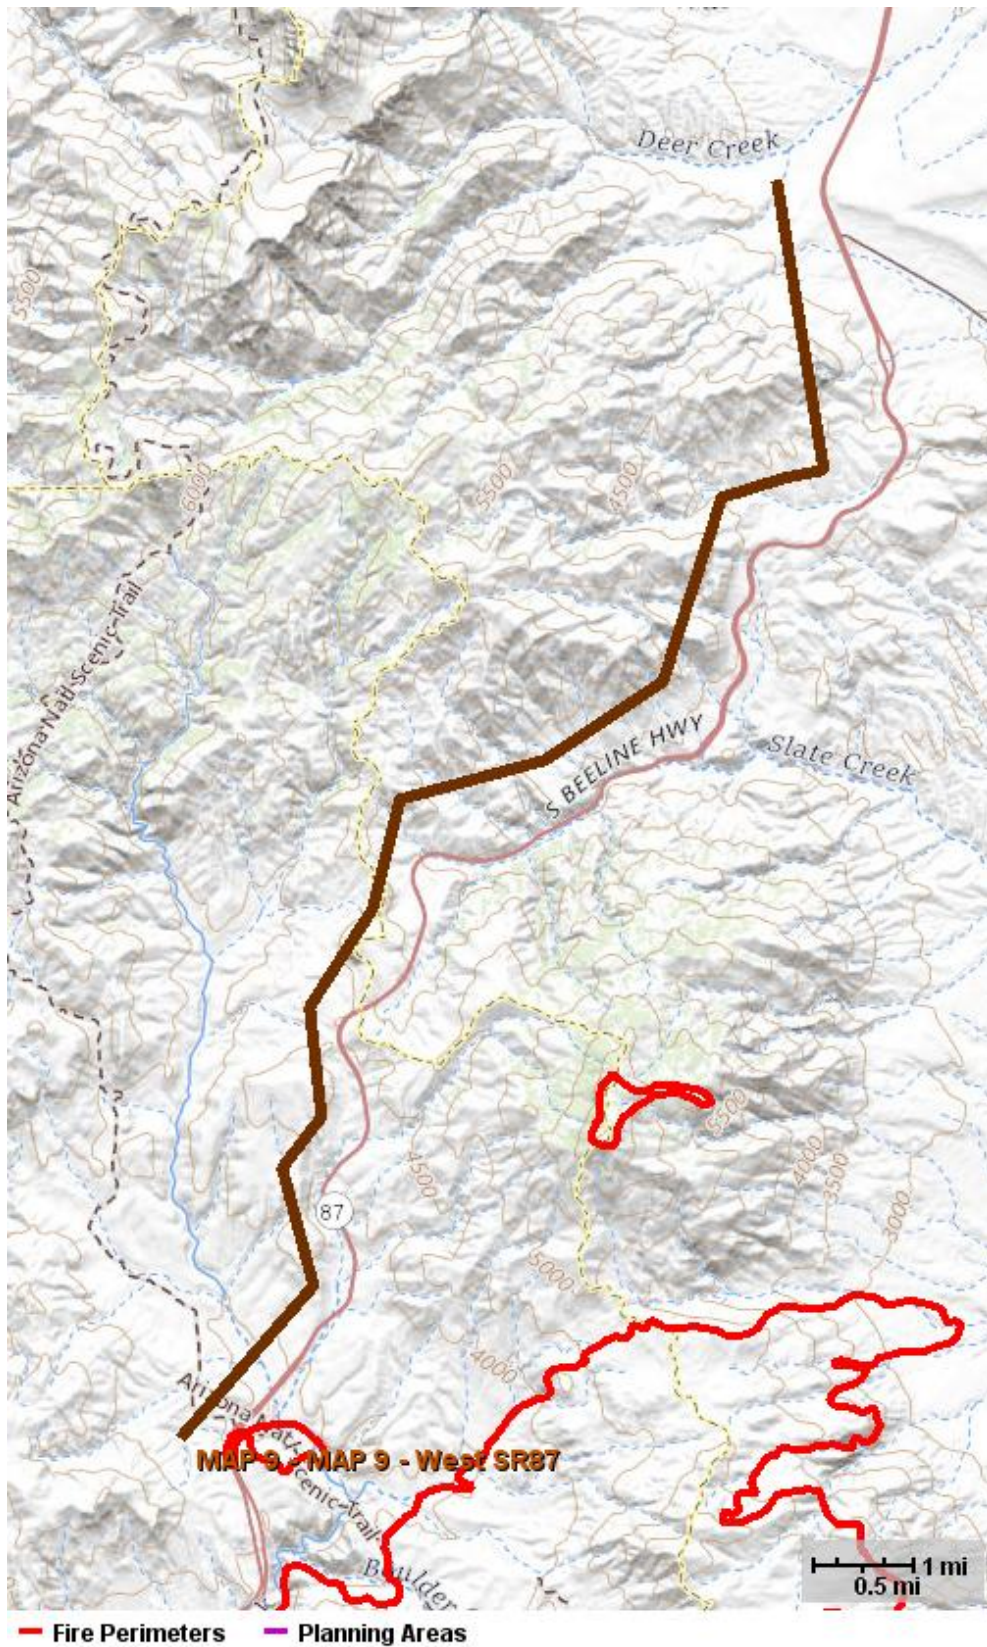 Deer Creek
5500
6000
5500
4500
Arizona Natl Scenic Trail
S BEELINE HWY
Slate Creek
5500
4500
4000
3500
3000
87
5000
4000
Arizona Natl Scenic Trail
MAP 9 - MAP 9 - West SR87
Boulder
1 mi
0.5 mi
Fire Perimeters Planning Areas